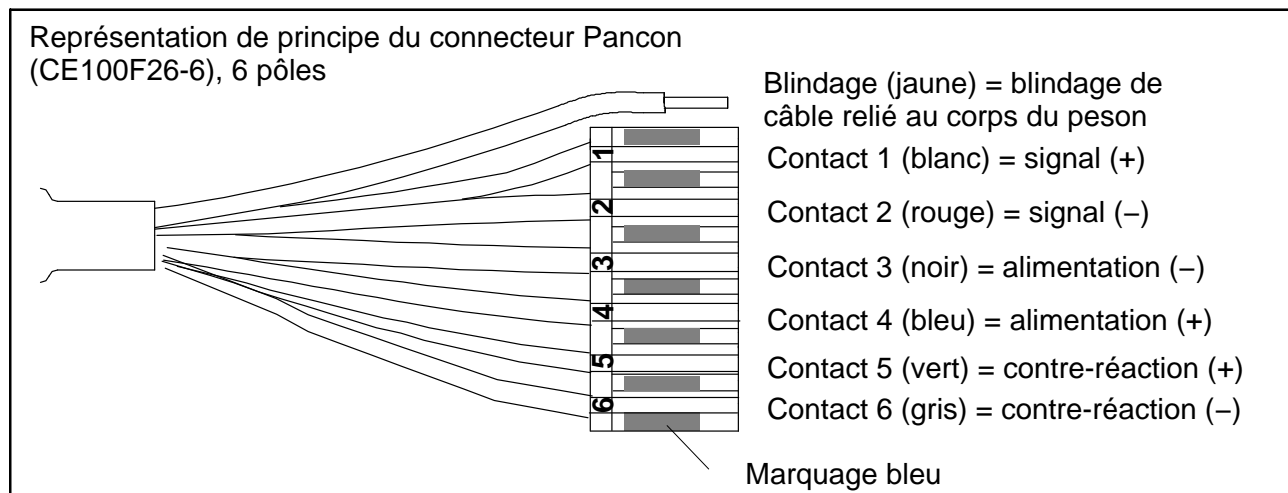 Représentation de principe du connecteur Pancon
(CE100F26-6), 6 pôles
Blindage (jaune) = blindage de
câble relié au corps du peson
1
Contact 1 (blanc) = signal (+)
2
Contact 2 (rouge) = signal (−)
3
Contact 3 (noir) = alimentation (−)
4
Contact 4 (bleu) = alimentation (+)
5
Contact 5 (vert) = contre-réaction (+)
6
Contact 6 (gris) = contre-réaction (−)
Marquage bleu